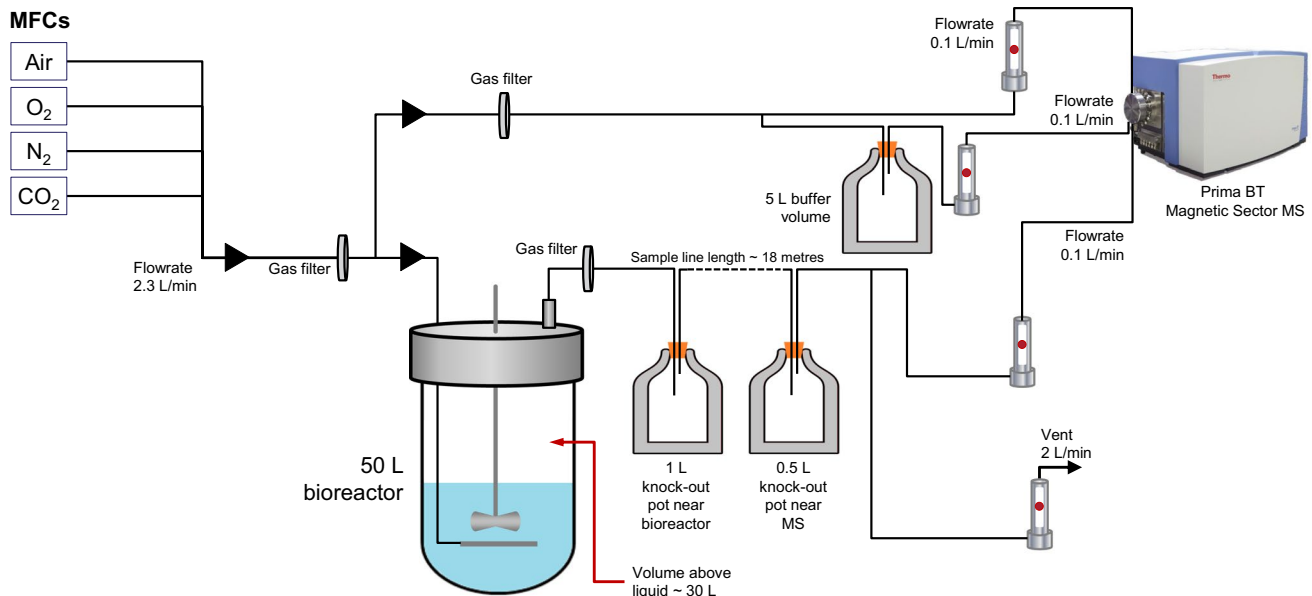 MFCs
Air
O₂
N₂
CO₂
Flowrate
2.3 L/min
Gas filter
Gas filter
Flowrate
0.1 L/min
Flowrate
0.1 L/min
Thermo
Prima BT
Magnetic Sector MS
5 L buffer
volume
Flowrate
0.1 L/min
Gas filter
Sample line length ~ 18 metres
50 L
bioreactor
1 L
knock-out
pot near
bioreactor
0.5 L
knock-out
pot near
MS
Vent
2 L/min
Volume above
liquid ~ 30 L